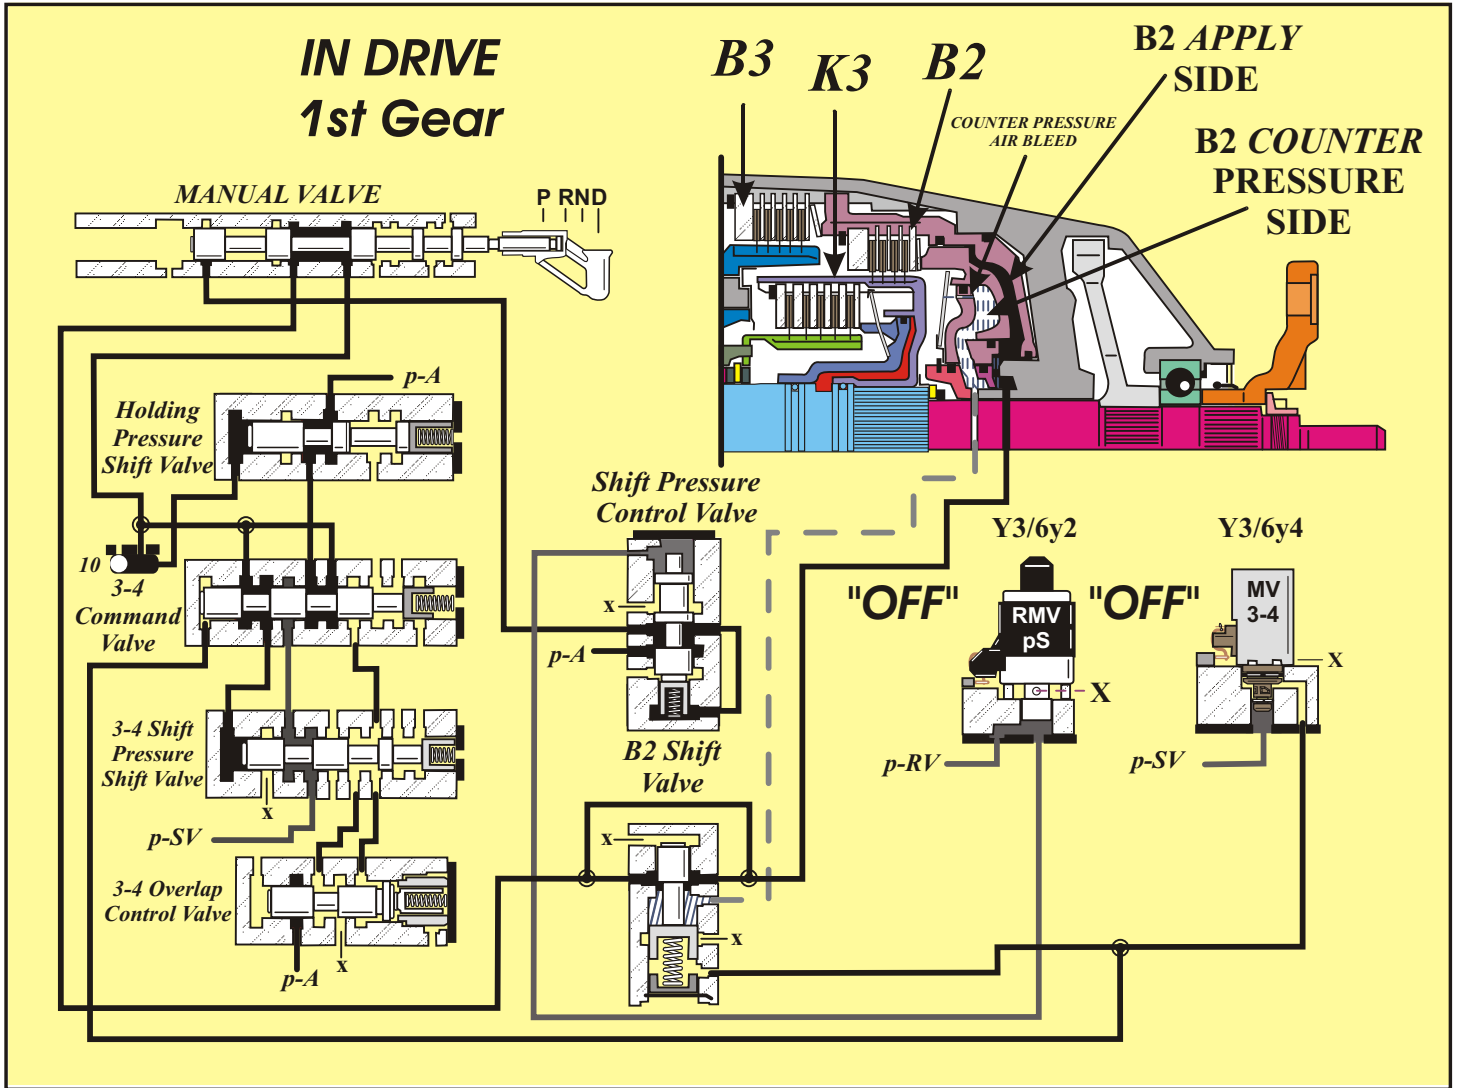 IN DRIVE
1st Gear
B3
K3
B2
B2 APPLY
SIDE
COUNTER PRESSURE
AIR BLEED
B2 COUNTER
PRESSURE
SIDE
MANUAL VALVE
P RND
p-A
Holding
Pressure
Shift Valve
10
3-4
Command
Valve
3-4 Shift
Pressure
Shift Valve
x
p-SV
3-4 Overlap
Control Valve
p-A
x
Shift Pressure
Control Valve
x
p-A
B2 Shift
Valve
x
x
Y3/6y2
"OFF"
RMV
pS
X
p-RV
Y3/6y4
"OFF"
MV
3-4
x
p-SV